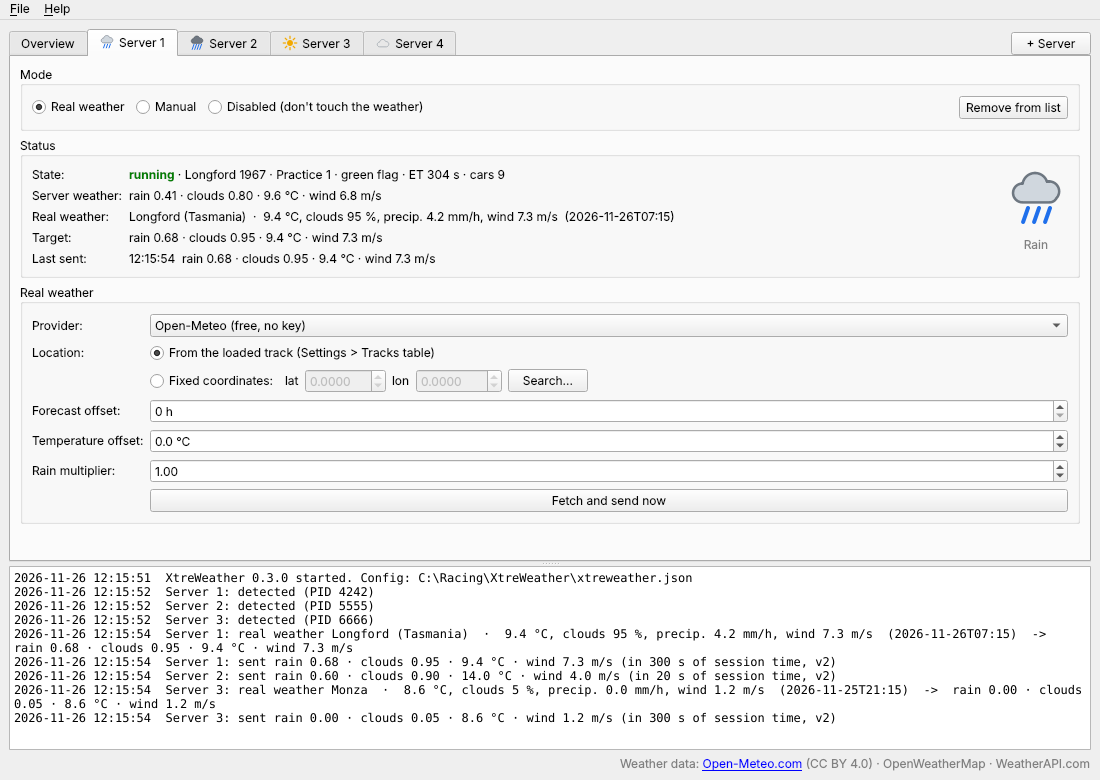 File Help
Overview Server 1 Server 2 Server 3 Server 4 + Server
Mode
Real weather Manual Disabled (don't touch the weather) Remove from list
Status
State: running · Longford 1967 · Practice 1 · green flag · ET 304 s · cars 9
Server weather: rain 0.41 · clouds 0.80 · 9.6 °C · wind 6.8 m/s
Real weather: Longford (Tasmania) · 9.4 °C, clouds 95 %, precip. 4.2 mm/h, wind 7.3 m/s (2026-11-26T07:15)
Target: rain 0.68 · clouds 0.95 · 9.4 °C · wind 7.3 m/s
Rain
Last sent: 12:15:54 rain 0.68 · clouds 0.95 · 9.4 °C · wind 7.3 m/s
Real weather
Provider: Open-Meteo (free, no key)
Location: From the loaded track (Settings > Tracks table)
Fixed coordinates: lat 0.0000 lon 0.0000 Search...
Forecast offset: 0 h
Temperature offset: 0.0 °C
Rain multiplier: 1.00
Fetch and send now
2026-11-26 12:15:51 XtreWeather 0.3.0 started. Config: C:\Racing\XtreWeather\xtreweather.json
2026-11-26 12:15:52 Server 1: detected (PID 4242)
2026-11-26 12:15:52 Server 2: detected (PID 5555)
2026-11-26 12:15:52 Server 3: detected (PID 6666)
2026-11-26 12:15:54 Server 1: real weather Longford (Tasmania) · 9.4 °C, clouds 95 %, precip. 4.2 mm/h, wind 7.3 m/s (2026-11-26T07:15) ->
rain 0.68 · clouds 0.95 · 9.4 °C · wind 7.3 m/s
2026-11-26 12:15:54 Server 1: sent rain 0.68 · clouds 0.95 · 9.4 °C · wind 7.3 m/s (in 300 s of session time, v2)
2026-11-26 12:15:54 Server 2: sent rain 0.60 · clouds 0.90 · 14.0 °C · wind 4.0 m/s (in 20 s of session time, v2)
2026-11-26 12:15:54 Server 3: real weather Monza · 8.6 °C, clouds 5 %, precip. 0.0 mm/h, wind 1.2 m/s (2026-11-25T21:15) -> rain 0.00 · clouds
0.05 · 8.6 °C · wind 1.2 m/s
2026-11-26 12:15:54 Server 3: sent rain 0.00 · clouds 0.05 · 8.6 °C · wind 1.2 m/s (in 300 s of session time, v2)
Weather data: Open-Meteo.com (CC BY 4.0) · OpenWeatherMap · WeatherAPI.com